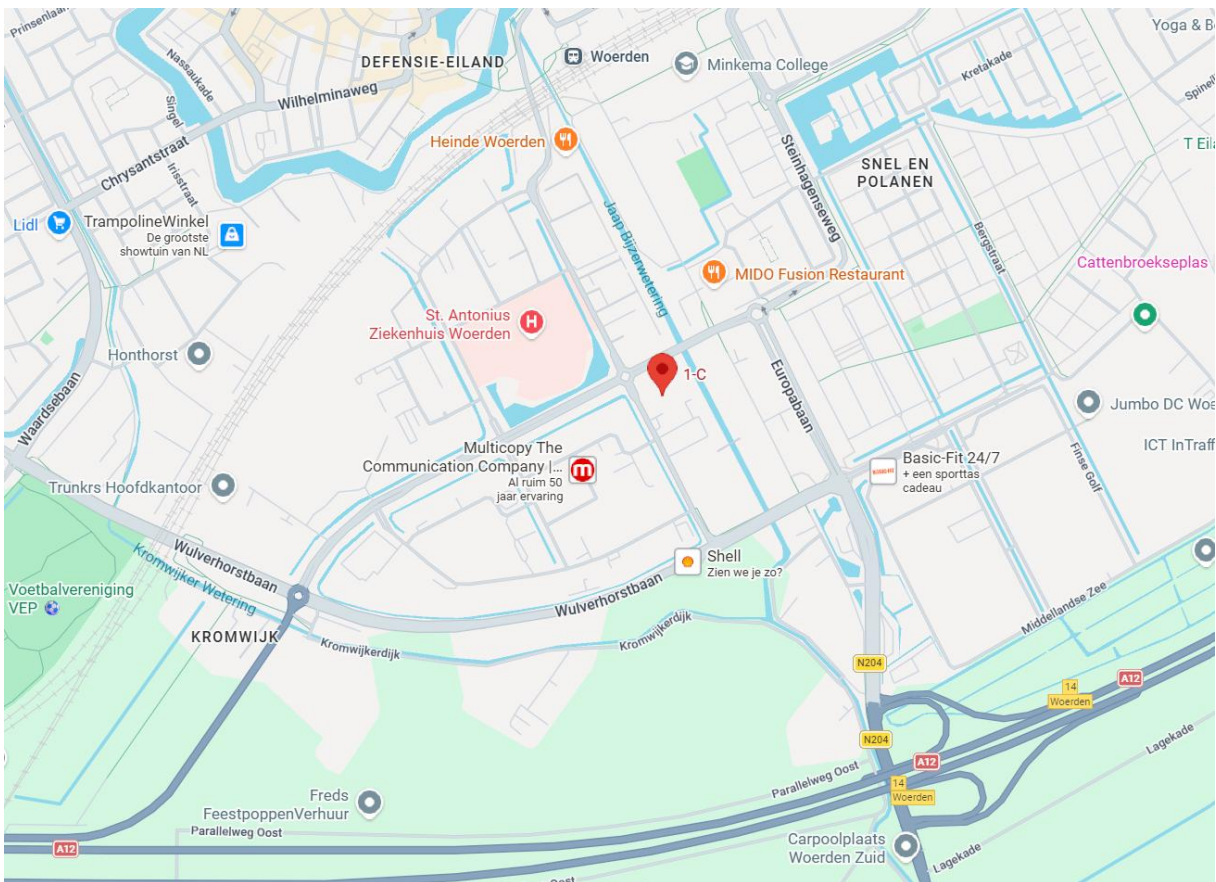 Prinsenlaan
Nassaukade
Singel
DEFENSIE-EILAND
Wilhelminaweg
Woerden
Minkema College
Yoga & B
Kretakade
Heinde Woerden
Steinhagenseweg
SNEL EN
POLANEN
Chrysantstraat
Irisstraat
Lidl
TrampolineWinkel
De grootste
showtuin van NL
Jaap Bijzerwetering
Bergstraat
Cattenbroekseplas
MIDO Fusion Restaurant
St. Antonius
Ziekenhuis Woerden
H
Honthorst
1-C
Europabaan
Waardsebaan
Jumbo DC Woe
ICT InTraff
Multicopy The
Communication Company |...
Al ruim 50
jaar ervaring
m
Basic-Fit 24/7
+ een sporttas
cadeau
Finse Golf
Trunkrs Hoofdkantoor
Wulverhorstbaan
Kromwijker Wetering
Shell
Zien we je zo?
Wulverhorstbaan
Voetbalvereniging
VEP
KROMWIJK
Kromwijkerdijk
Kromwijkerdijk
Middellandse Zee
N204
A12
14
Woerden
N204
A12
Lagekade
Parallelweg Oost
14
Woerden
Freds
FeestpoppenVerhuur
Parallelweg Oost
A12
Carpoolplaats
Woerden Zuid
Lagekade